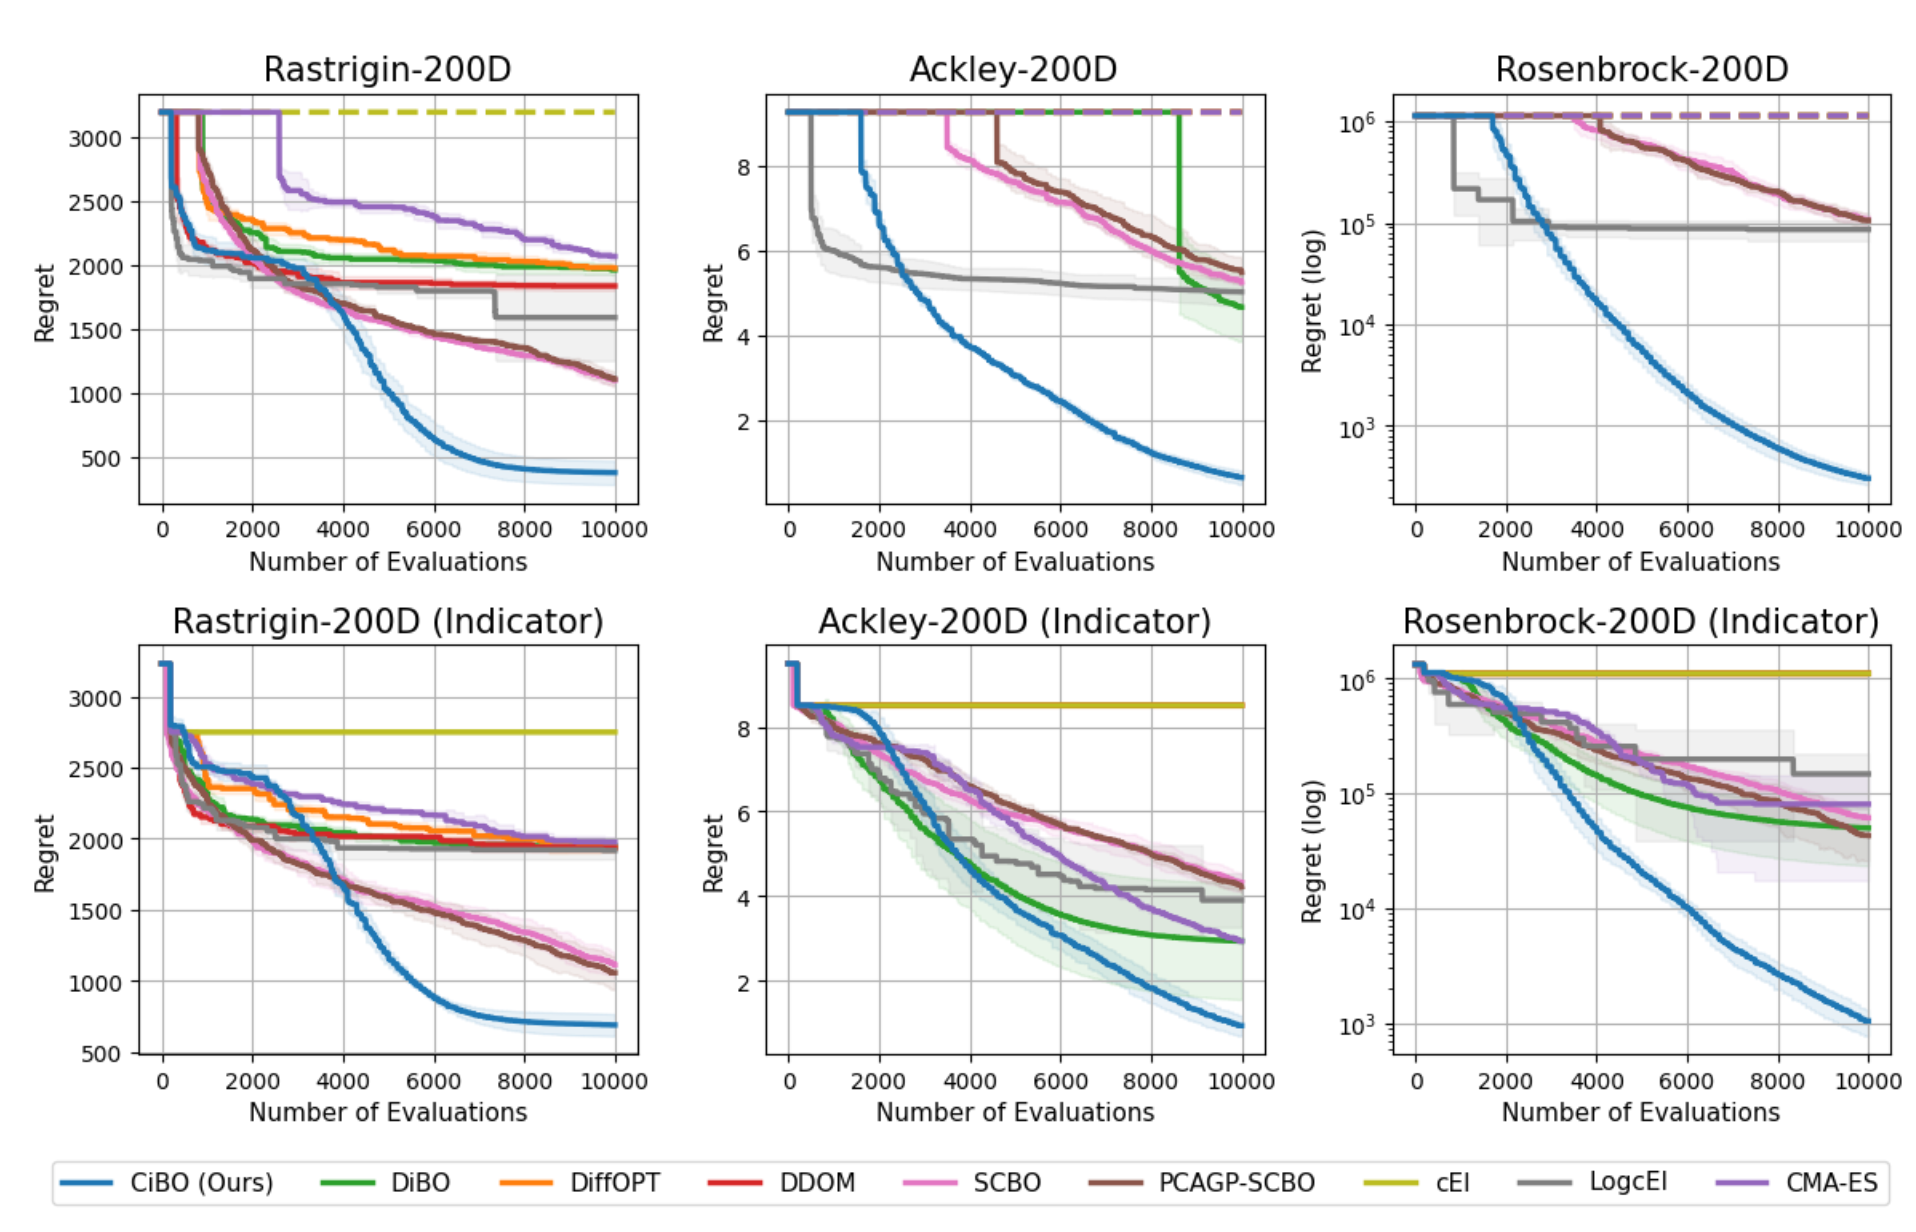 Rastrigin-200D
Ackley-200D
Rosenbrock-200D
Regret
3000
2500
2000
1500
1000
500
0 2000 4000 6000 8000 10000
Number of Evaluations
Regret
8
6
4
2
0 2000 4000 6000 8000 10000
Number of Evaluations
Regret (log)
10^6
10^5
10^4
10^3
0 2000 4000 6000 8000 10000
Number of Evaluations
Rastrigin-200D (Indicator)
Ackley-200D (Indicator)
Rosenbrock-200D (Indicator)
Regret
3000
2500
2000
1500
1000
500
0 2000 4000 6000 8000 10000
Number of Evaluations
Regret
8
6
4
2
0 2000 4000 6000 8000 10000
Number of Evaluations
Regret (log)
10^6
10^5
10^4
10^3
0 2000 4000 6000 8000 10000
Number of Evaluations
CiBO (Ours) DiBO DiffOPT DDOM SCBO PCAGP-SCBO cEI LogcEI CMA-ES